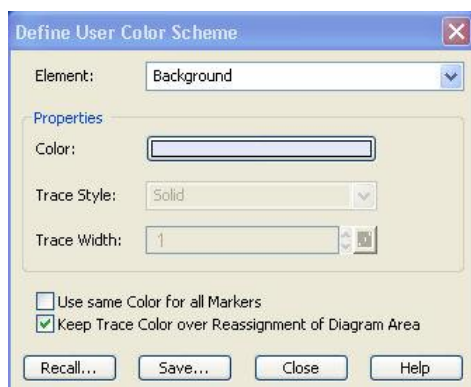 Define User Color Scheme
Element: Background
Properties
Color:
Trace Style: Solid
Trace Width: 1
Use same Color for all Markers
Keep Trace Color over Reassignment of Diagram Area
Recall... Save... Close Help